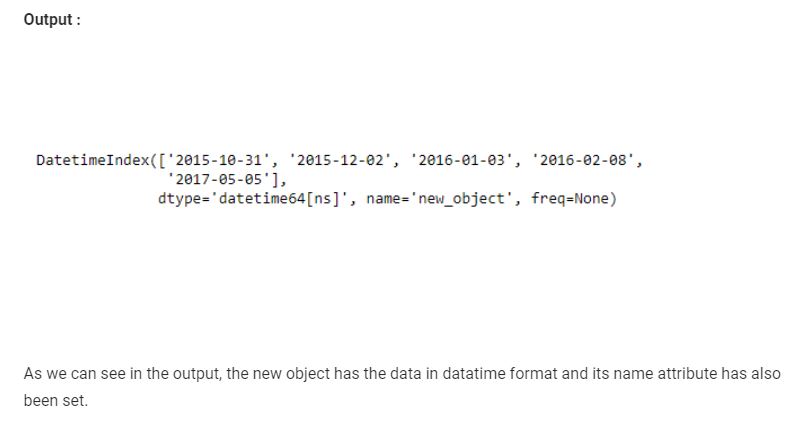 Output :
DatetimeIndex(['2015-10-31', '2015-12-02', '2016-01-03', '2016-02-08',
'2017-05-05'],
dtype='datetime64[ns]', name='new_object', freq=None)
As we can see in the output, the new object has the data in datatime format and its name attribute has also
been set.